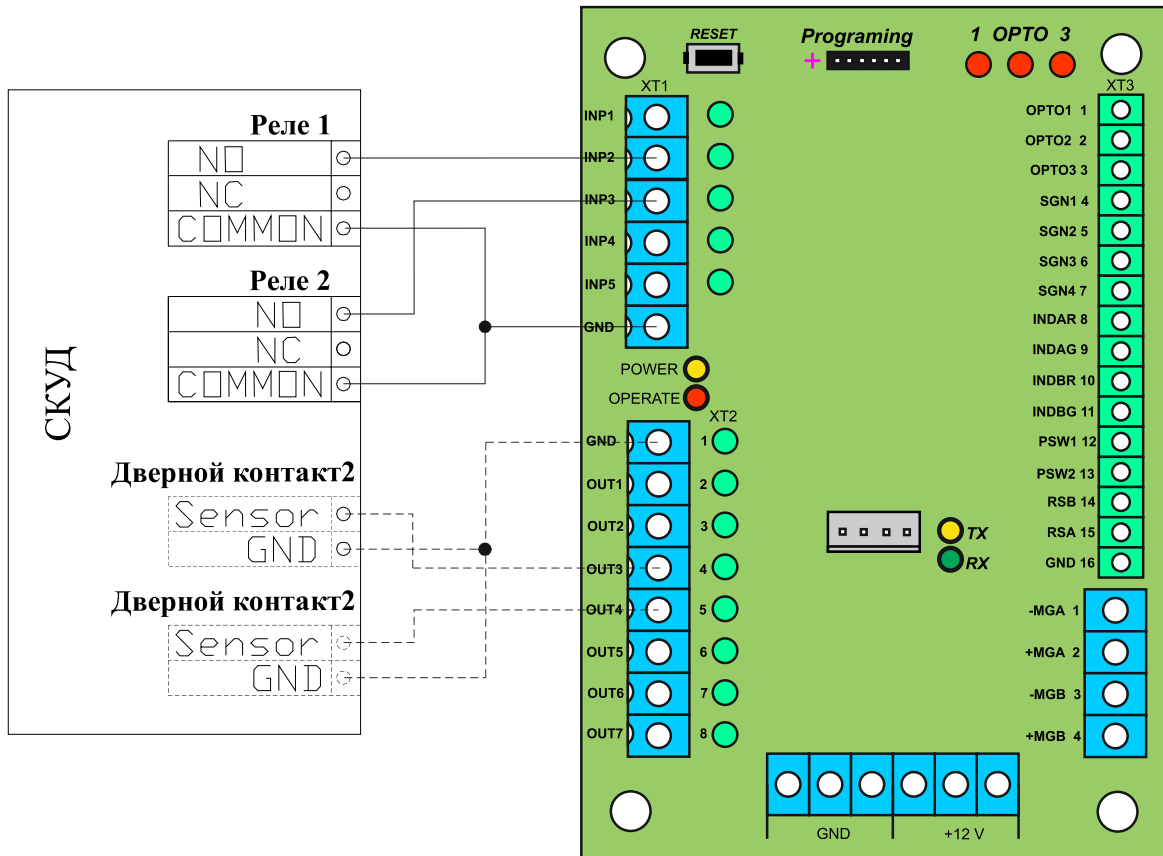 СКУД
Реле 1
NO
NC
COMMON
Реле 2
NO
NC
COMMON
Дверной контакт2
Sensor
GND
Дверной контакт2
Sensor
GND
RESET
Programing
+
1 OPTO 3
XT1
INP1
INP2
INP3
INP4
INP5
GND
POWER
OPERATE
XT2
GND 1
OUT1 2
OUT2 3
OUT3 4
OUT4 5
OUT5 6
OUT6 7
OUT7 8
TX
RX
XT3
OPTO1 1
OPTO2 2
OPTO3 3
SGN1 4
SGN2 5
SGN3 6
SGN4 7
INDAR 8
INDAG 9
INDBR 10
INDBG 11
PSW1 12
PSW2 13
RSB 14
RSA 15
GND 16
-MGA 1
+MGA 2
-MGB 3
+MGB 4
GND
+12 V